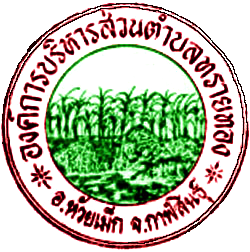 องค์การบริหารส่วนตำบลทรายทอง
อ.ห้วยเม็ก จ.กาฬสินธุ์